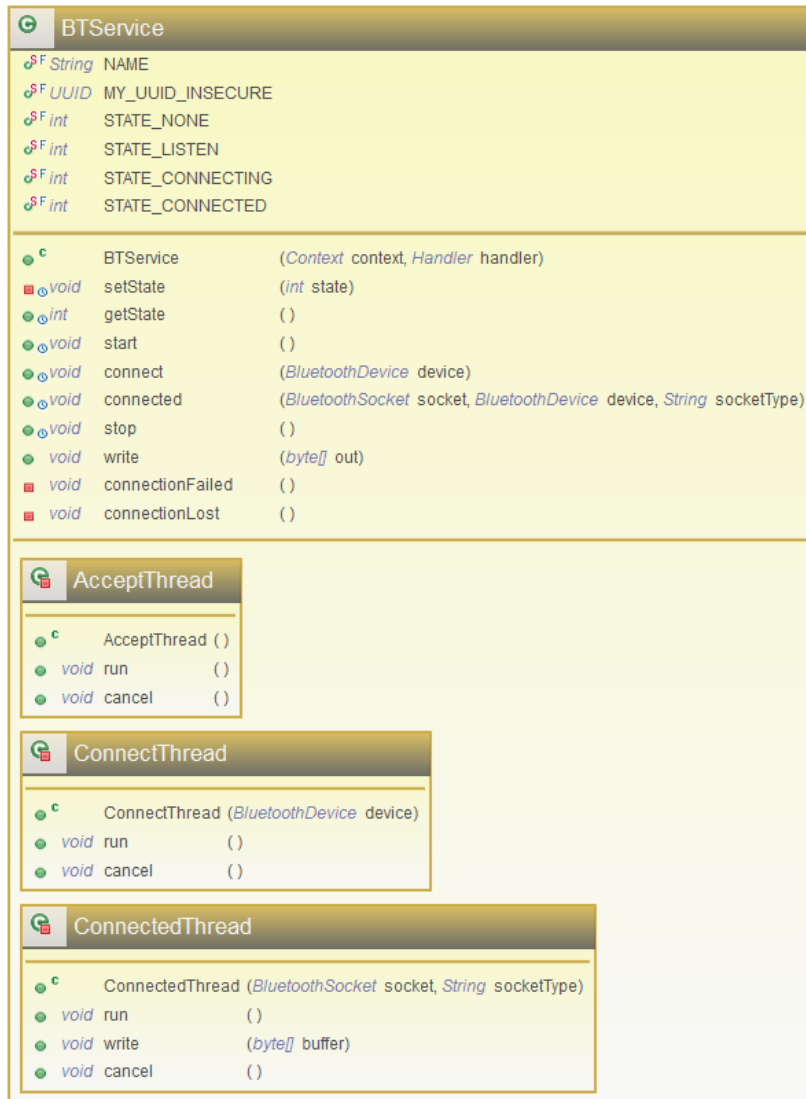 C BTService
S F String NAME
S F UUID MY_UUID_INSECURE
S F int STATE_NONE
S F int STATE_LISTEN
S F int STATE_CONNECTING
S F int STATE_CONNECTED
C BTService (Context context, Handler handler)
void setState (int state)
int getState ( )
void start ( )
void connect (BluetoothDevice device)
void connected (BluetoothSocket socket, BluetoothDevice device, String socketType)
void stop ( )
void write (byte[] out)
void connectionFailed ( )
void connectionLost ( )
C AcceptThread
C AcceptThread ( )
void run ( )
void cancel ( )
C ConnectThread
C ConnectThread (BluetoothDevice device)
void run ( )
void cancel ( )
C ConnectedThread
C ConnectedThread (BluetoothSocket socket, String socketType)
void run ( )
void write (byte[] buffer)
void cancel ( )